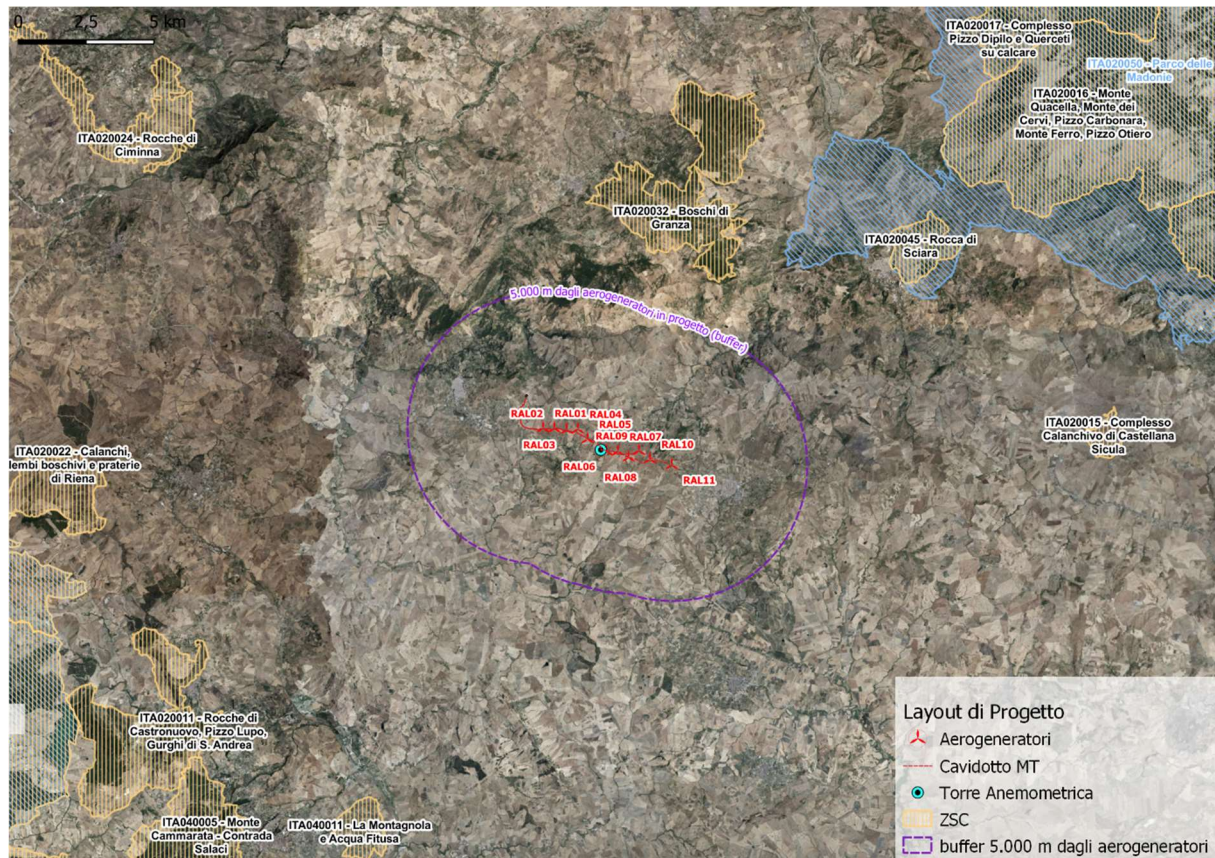 0 2,5 5 km
ITA020017 - Complesso
Pizzo Dipilo e Querceti
su calcare
ITA020050 - Parco delle
Madonie
ITA020016 - Monte
Quacella, Monte dei
Cervi, Pizzo Carbonara,
Monte Ferro, Pizzo Otiero
ITA020024 - Rocche di
Ciminna
ITA020032 - Boschi di
Granza
ITA020045 - Rocca di
Sciara
5.000 m dagli aerogeneratori in progetto (buffer)
RAL02
RAL01
RAL04
RAL05
RAL03
RAL09
RAL07
RAL10
RAL06
RAL08
RAL11
ITA020015 - Complesso
Calanchivo di Castellana
Sicula
ITA020022 - Calanchi,
lembi boschivi e praterie
di Riena
ITA020011 - Rocche di
Castronuovo, Pizzo Lupo,
Gurghi di S. Andrea
ITA040005 - Monte
Cammarata - Contrada
Salaci
ITA040011 - La Montagnola
e Acqua Fitusa
Layout di Progetto
Aerogeneratori
Cavidotto MT
Torre Anemometrica
ZSC
buffer 5.000 m dagli aerogeneratori